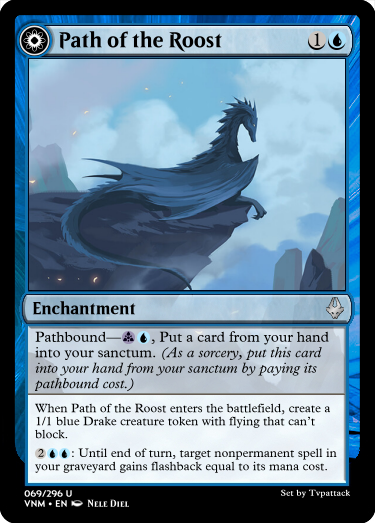 Path of the Roost 1
Enchantment
Pathbound—, Put a card from your hand
into your sanctum. (As a sorcery, put this card
into your hand from your sanctum by paying its
pathbound cost.)
When Path of the Roost enters the battlefield, create a
1/1 blue Drake creature token with flying that can't
block.
2: Until end of turn, target nonpermanent spell in
your graveyard gains flashback equal to its mana cost.
069/296 U
VNM • EN Nele Diel
Set by Tvpattack